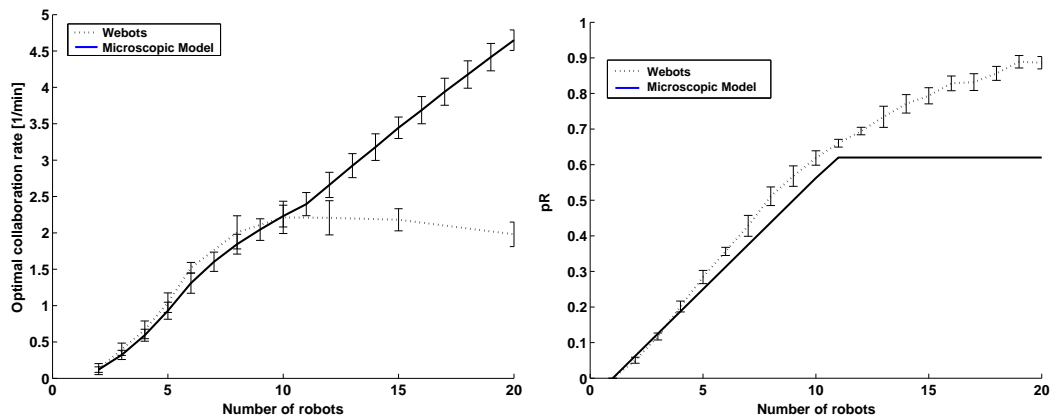 5
4.5
4
3.5
3
2.5
2
1.5
1
0.5
0
Optimal collaboration rate [1/min]
Webots
Microscopic Model
0 5 10 15 20
Number of robots
1
0.9
0.8
0.7
0.6
0.5
0.4
0.3
0.2
0.1
0
pR
Webots
Microscopic Model
0 5 10 15 20
Number of robots